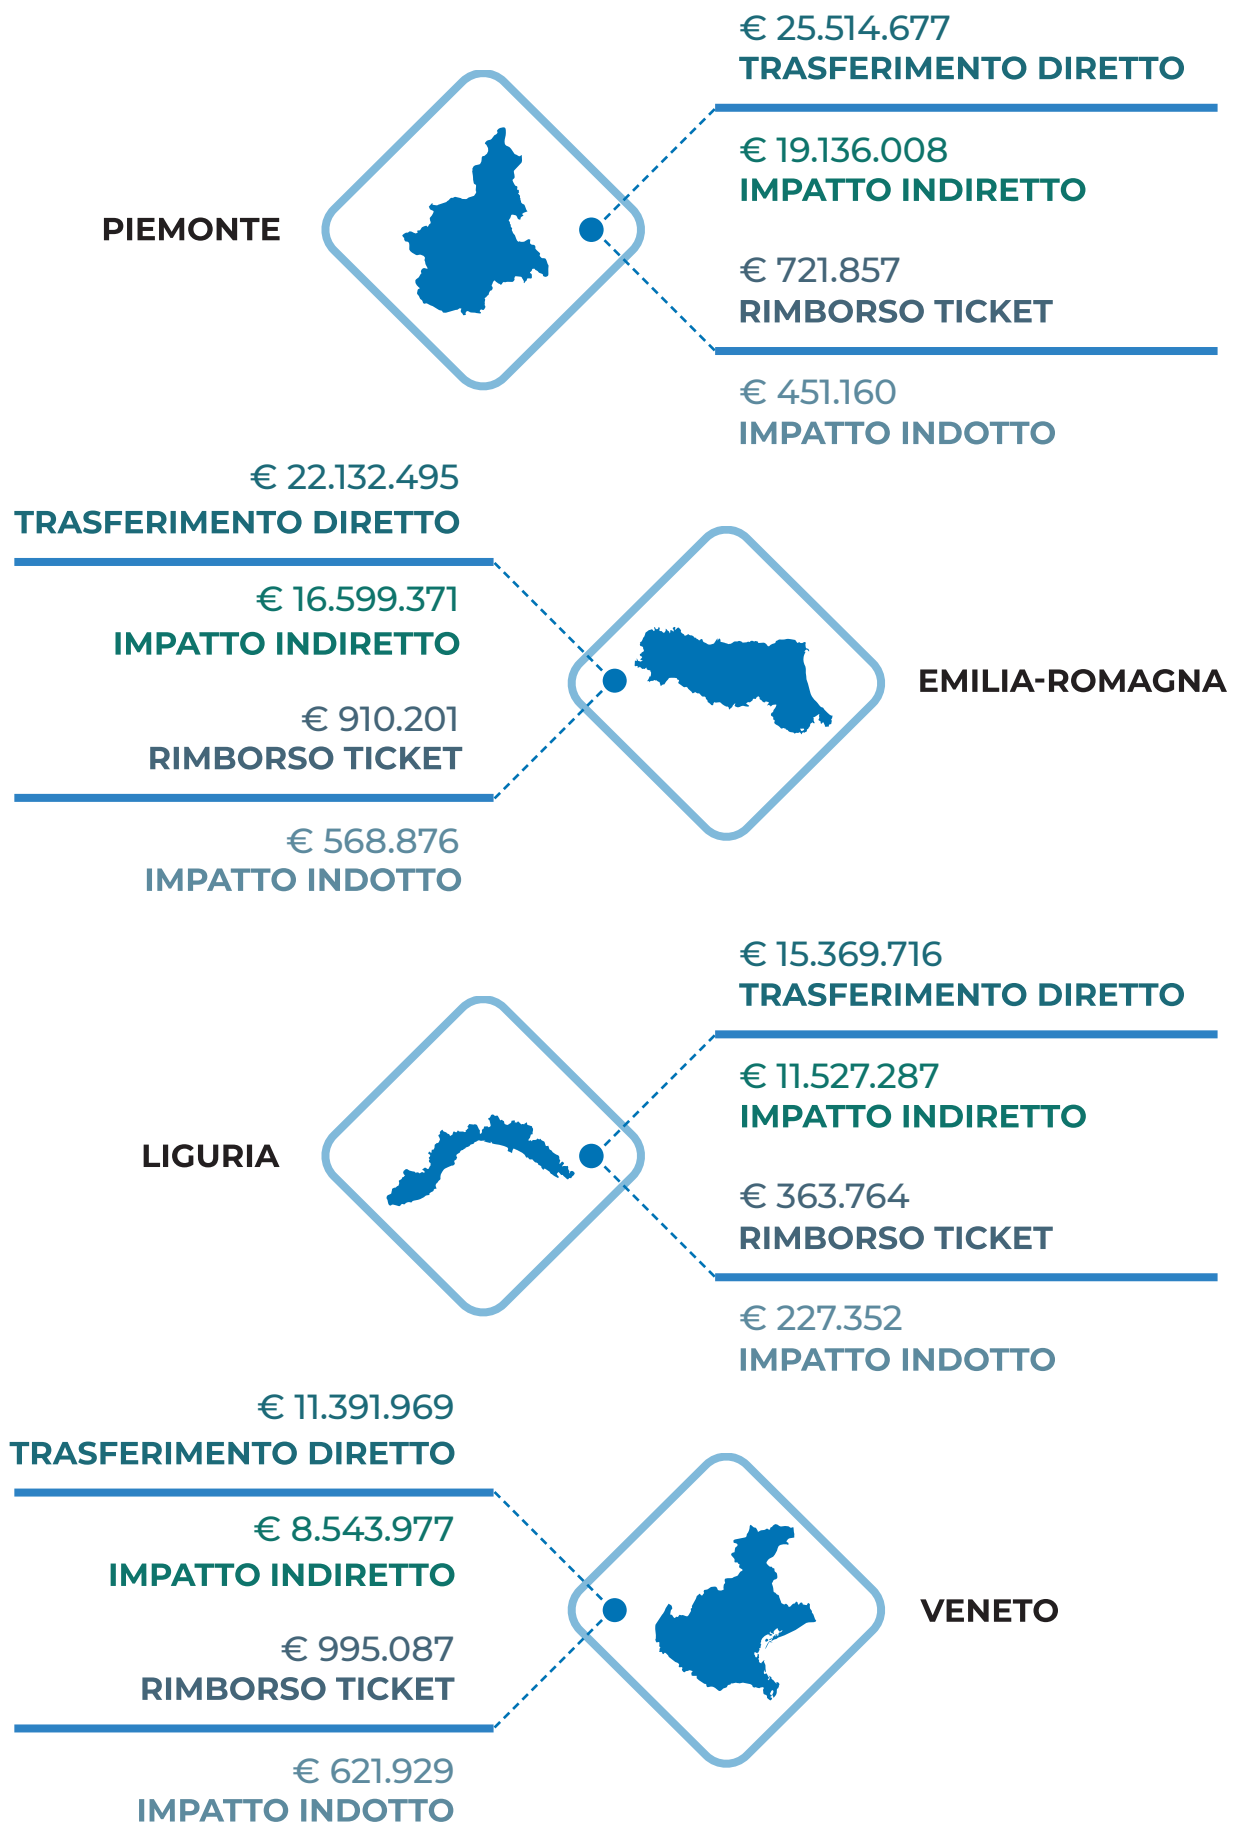 € 25.514.677
TRASFERIMENTO DIRETTO
€ 19.136.008
IMPATTO INDIRETTO
PIEMONTE
€ 721.857
RIMBORSO TICKET
€ 451.160
IMPATTO INDOTTO
€ 22.132.495
TRASFERIMENTO DIRETTO
€ 16.599.371
IMPATTO INDIRETTO
EMILIA-ROMAGNA
€ 910.201
RIMBORSO TICKET
€ 568.876
IMPATTO INDOTTO
€ 15.369.716
TRASFERIMENTO DIRETTO
€ 11.527.287
IMPATTO INDIRETTO
LIGURIA
€ 363.764
RIMBORSO TICKET
€ 227.352
IMPATTO INDOTTO
€ 11.391.969
TRASFERIMENTO DIRETTO
€ 8.543.977
IMPATTO INDIRETTO
VENETO
€ 995.087
RIMBORSO TICKET
€ 621.929
IMPATTO INDOTTO